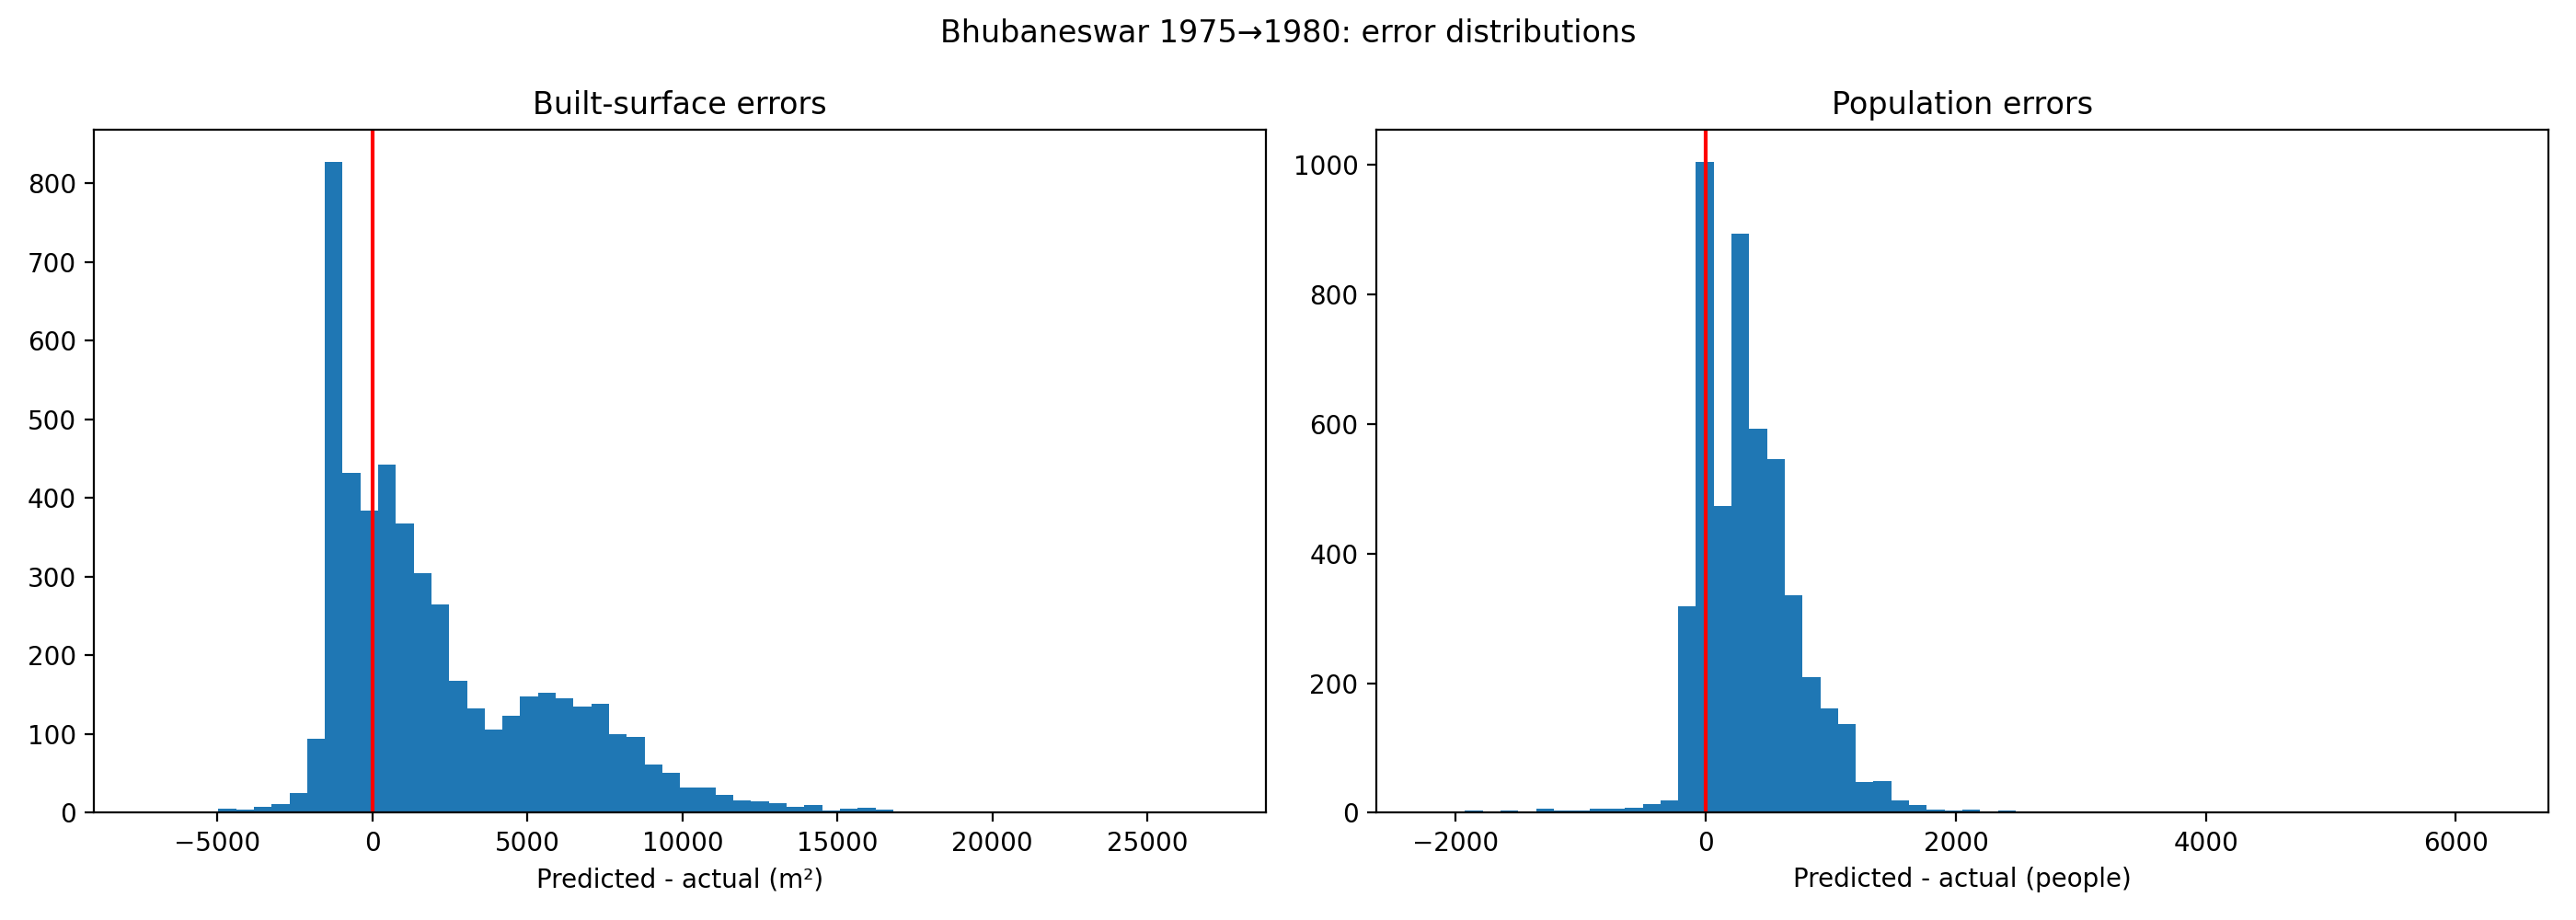 Bhubaneswar 1975→1980: error distributions
Built-surface errors
800
700
600
500
400
300
200
100
0
−5000 0 5000 10000 15000 20000 25000
Predicted - actual (m²)
Population errors
1000
800
600
400
200
0
−2000 0 2000 4000 6000
Predicted - actual (people)